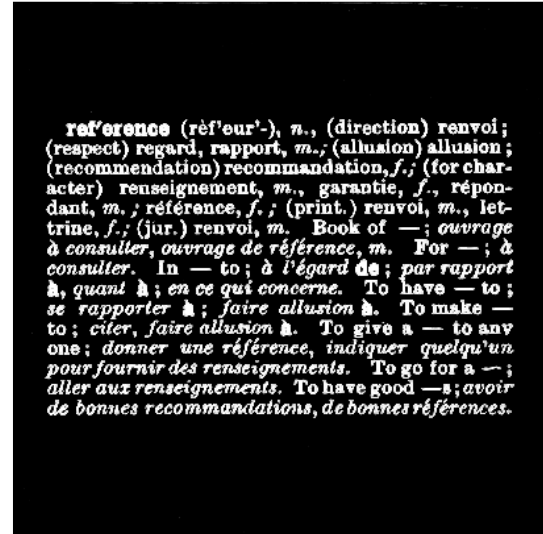 ref'erence (rèf'eur'-), n., (direction) renvoi;
(respect) regard, rapport, m.; (allusion) allusion;
(recommendation) recommandation, f.; (for char-
acter) renseignement, m., garantie, f., répon-
dant, m.; référence, f.; (print.) renvoi, m., let-
trine, f.; (jur.) renvoi, m. Book of —; ouvrage
à consulter, ouvrage de référence, m. For —; à
consulter. In — to; à l'égard de; par rapport
à, quant à; en ce qui concerne. To have — to;
se rapporter à; faire allusion à. To make —
to; citer, faire allusion à. To give a — to any
one; donner une référence, indiquer quelqu'un
pour fournir des renseignements. To go for a —;
aller aux renseignements. To have good —s; avoir
de bonnes recommandations, de bonnes références.